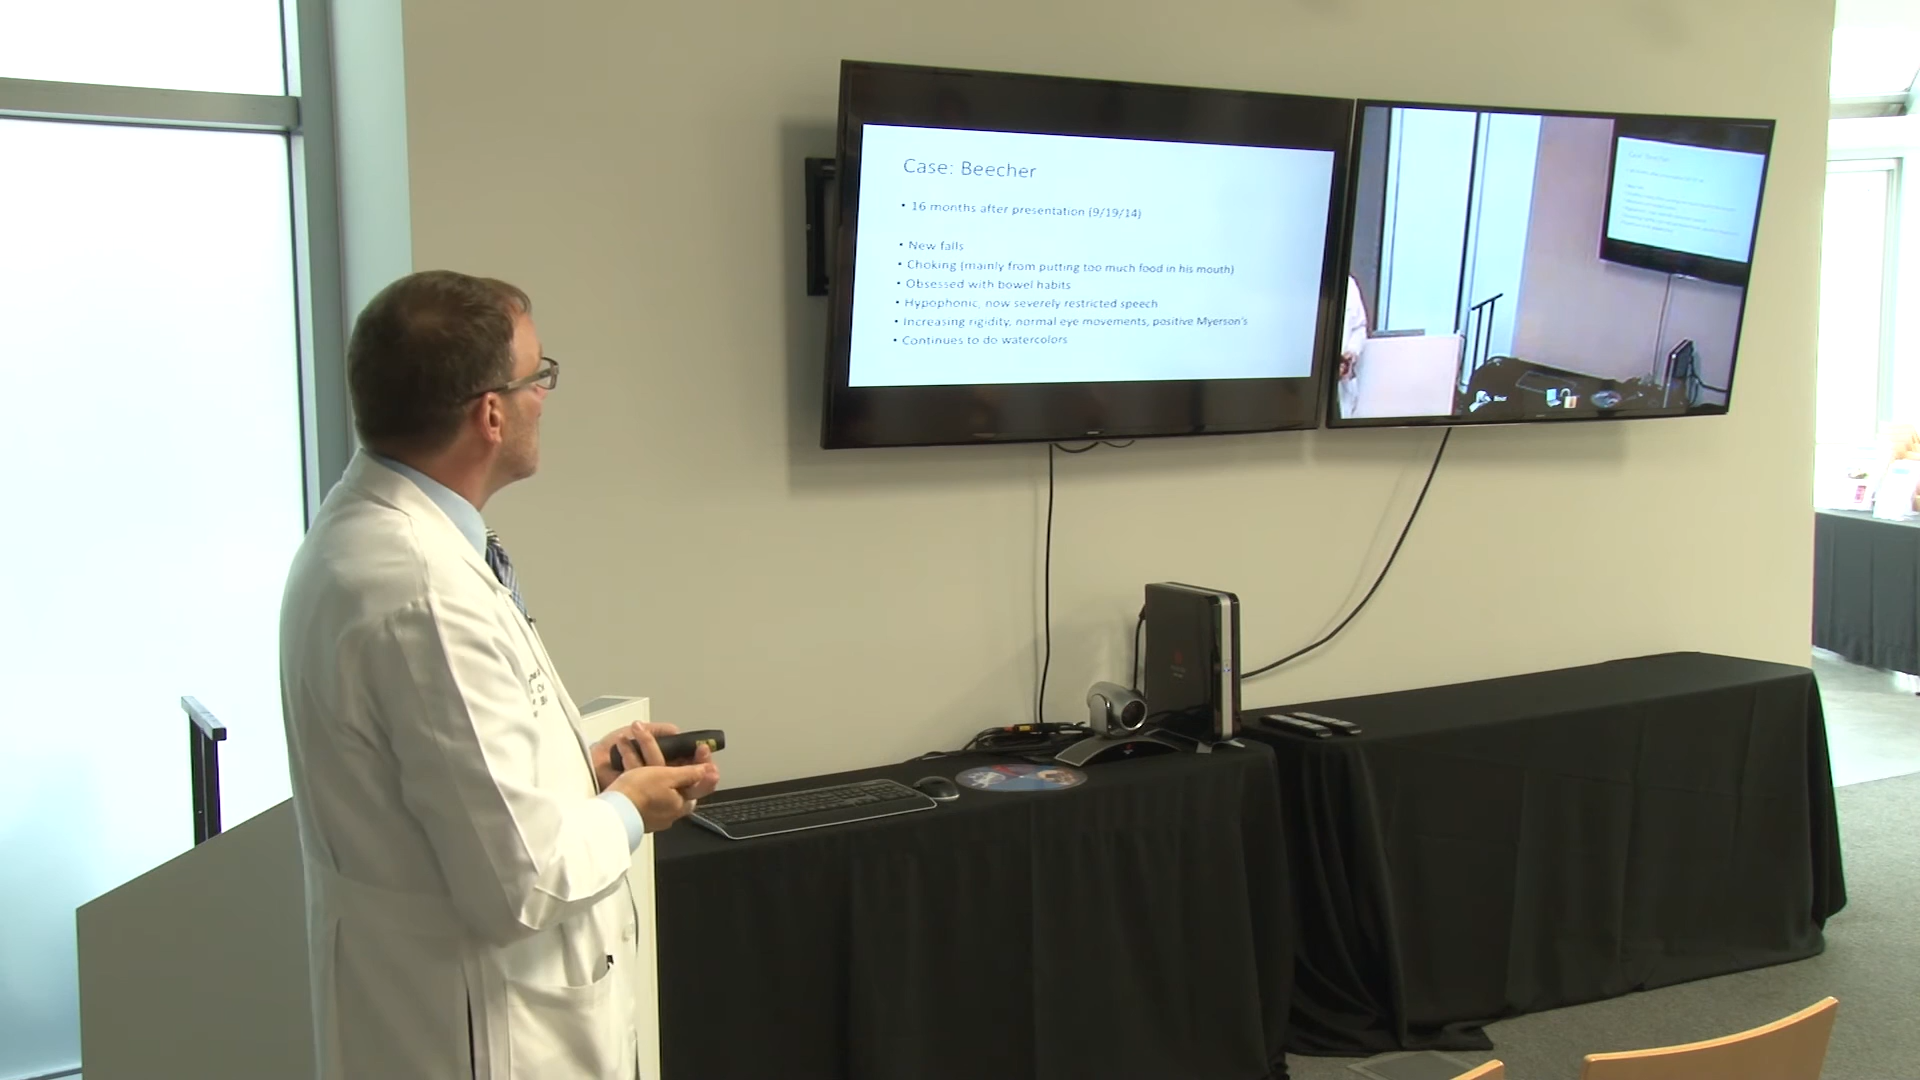 Case: Beecher
• 16 months after presentation (9/19/14)
• New falls
• Choking (mainly from putting too much food in his mouth)
• Obsessed with bowel habits
• Hypophonic, now severely restricted speech
• Increasing rigidity, normal eye movements, positive Myerson's
• Continues to do watercolors